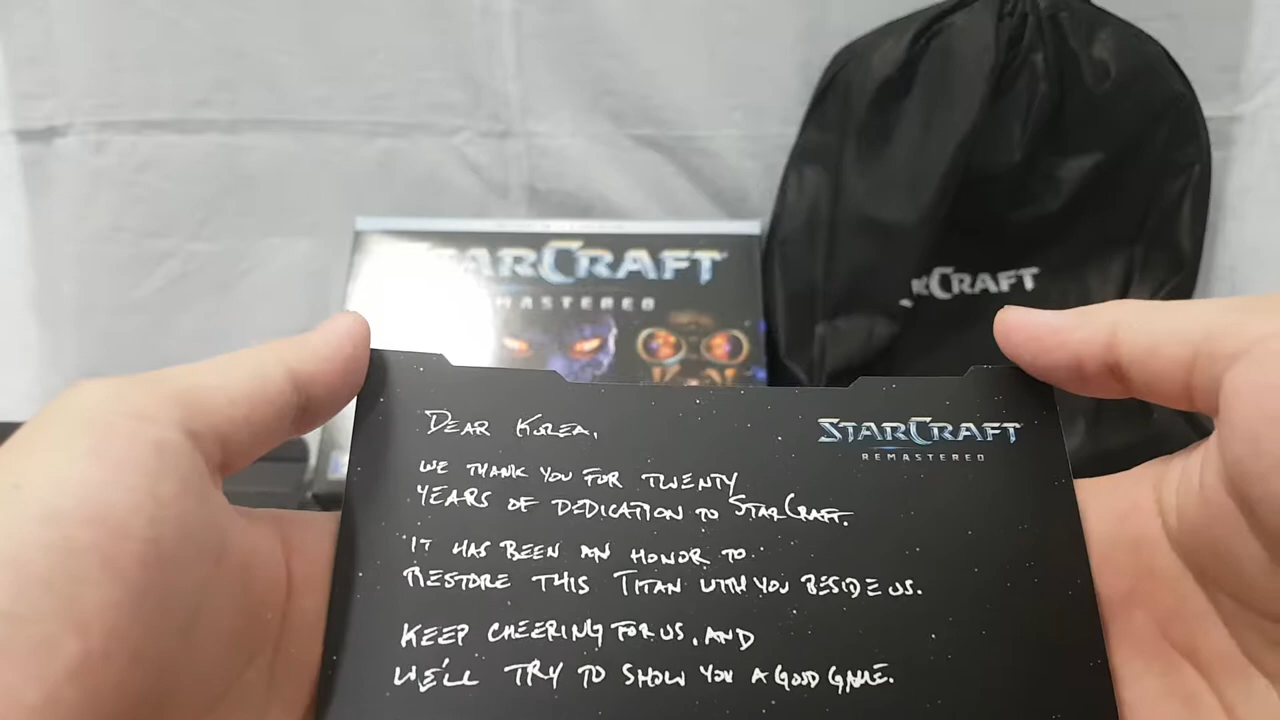 STARCRAFT
MASTERED
CRAFT
DEAR KOREA,
STARCRAFT
REMASTERED
WE THANK YOU FOR TWENTY
YEARS OF DEDICATION TO STARCRAFT.
IT HAS BEEN AN HONOR TO
RESTORE THIS TITAN WITH YOU BESIDE US.
KEEP CHEERING FOR US, AND
WE'LL TRY TO SHOW YOU A GOOD GAME.